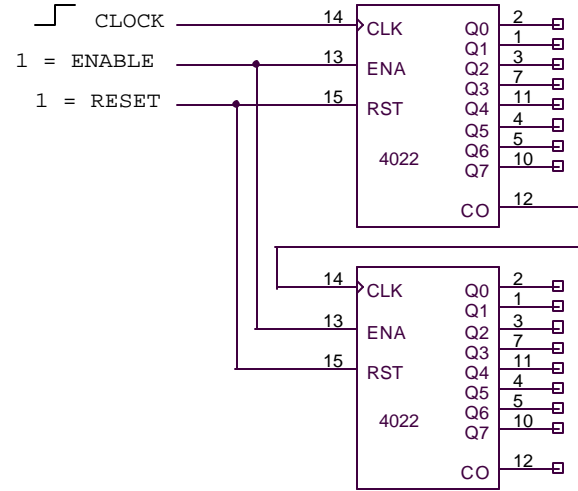 CLOCK 14 CLK Q0 2
Q1 1
1 = ENABLE 13 ENA Q2 3
Q3 7
1 = RESET 15 RST Q4 11
Q5 4
4022 Q6 5
Q7 10
CO 12
14 CLK Q0 2
Q1 1
13 ENA Q2 3
Q3 7
15 RST Q4 11
Q5 4
4022 Q6 5
Q7 10
CO 12